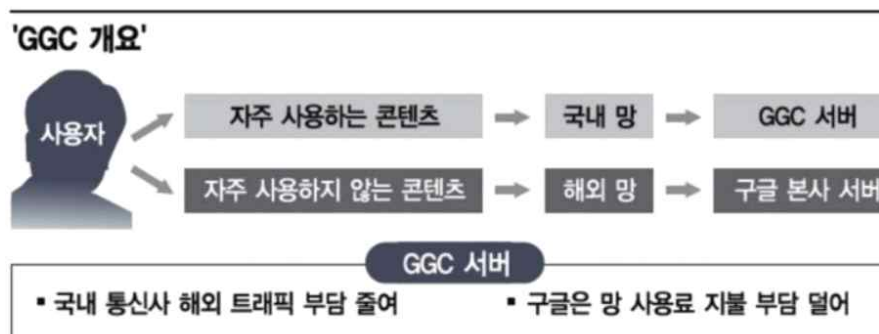 'GGC 개요'
사용자
자주 사용하는 콘텐츠 국내 망 GGC 서버
자주 사용하지 않는 콘텐츠 해외 망 구글 본사 서버
GGC 서버
▪ 국내 통신사 해외 트래픽 부담 줄여 ▪ 구글은 망 사용료 지불 부담 덜어